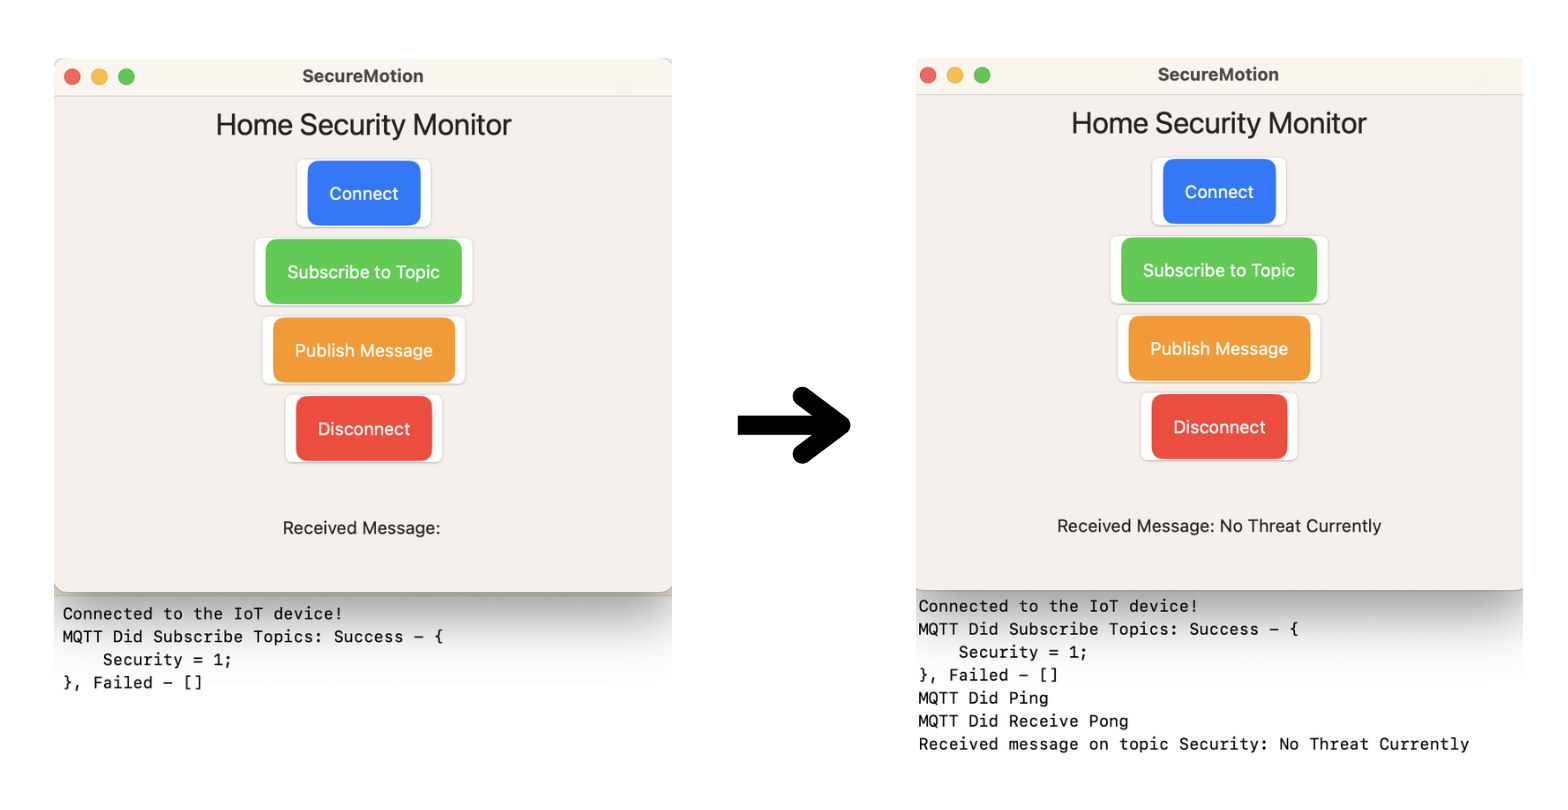 SecureMotion
Home Security Monitor
Connect
Subscribe to Topic
Publish Message
Disconnect
Received Message:
Connected to the IoT device!
MQTT Did Subscribe Topics: Success – {
    Security = 1;
}, Failed – []
SecureMotion
Home Security Monitor
Connect
Subscribe to Topic
Publish Message
Disconnect
Received Message: No Threat Currently
Connected to the IoT device!
MQTT Did Subscribe Topics: Success – {
    Security = 1;
}, Failed – []
MQTT Did Ping
MQTT Did Receive Pong
Received message on topic Security: No Threat Currently